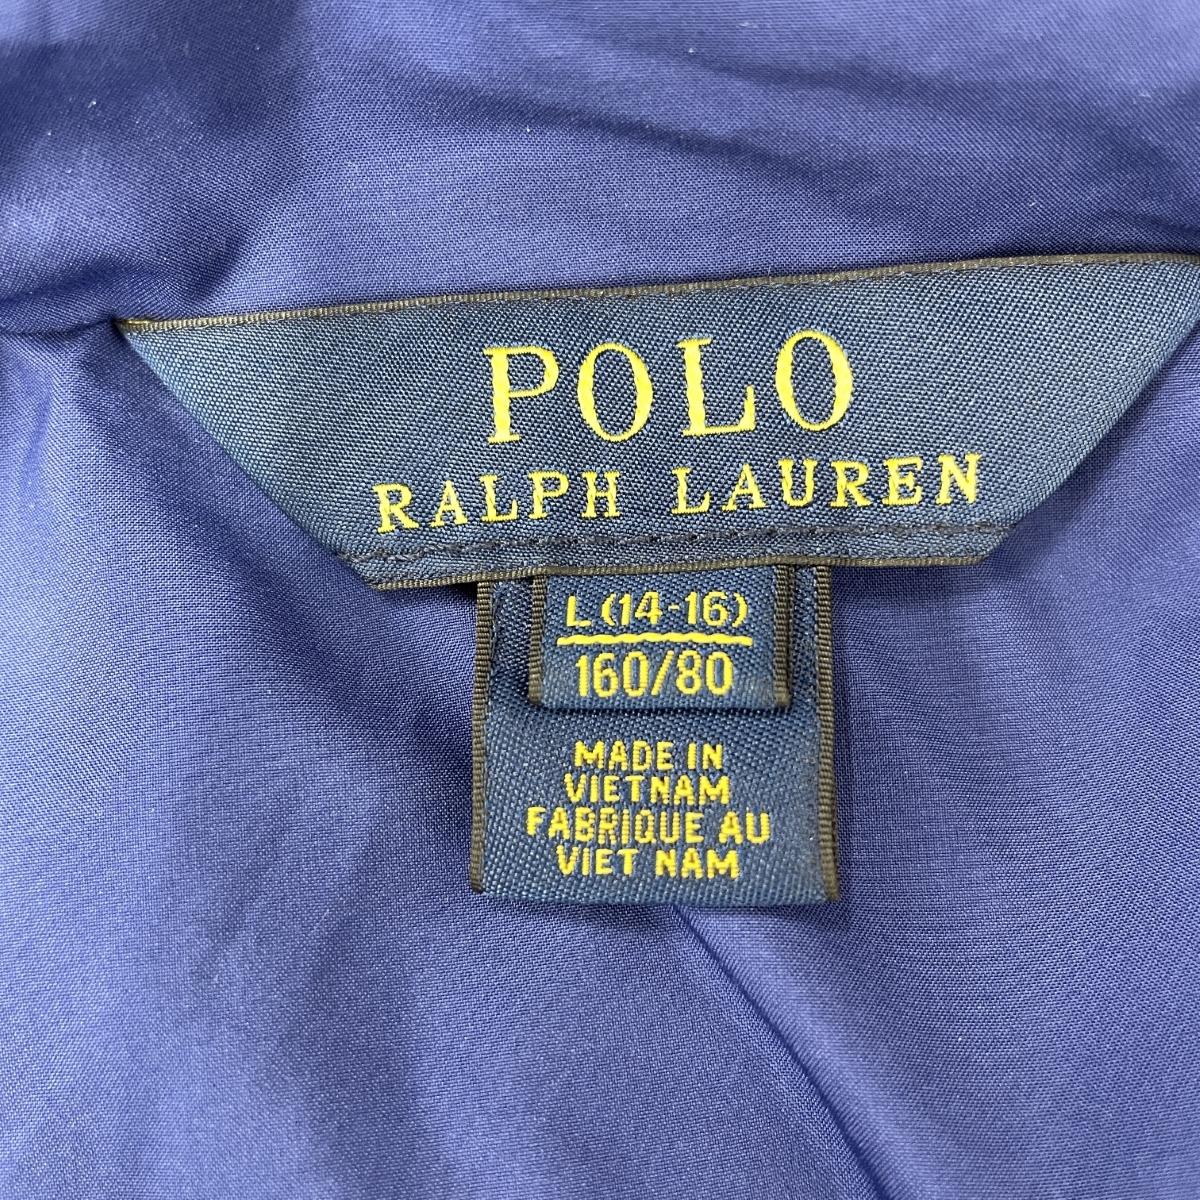 POLO
RALPH LAUREN
L (14-16)
160/80
MADE IN
VIETNAM
FABRIQUE AU
VIET NAM